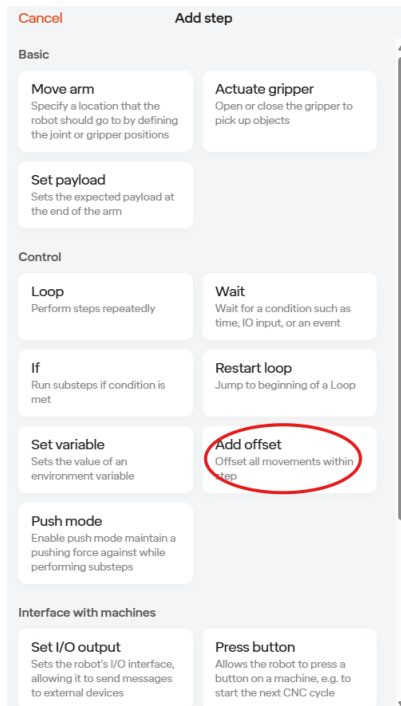 Cancel
Add step
Basic
Move arm
Specify a location that the
robot should go to by defining
the joint or gripper positions
Actuate gripper
Open or close the gripper to
pick up objects
Set payload
Sets the expected payload at
the end of the arm
Control
Loop
Perform steps repeatedly
Wait
Wait for a condition such as
time, IO input, or an event
If
Run substeps if condition is
met
Restart loop
Jump to beginning of a Loop
Set variable
Sets the value of an
environment variable
Add offset
Offset all movements within
step
Push mode
Enable push mode maintain a
pushing force against while
performing substeps
Interface with machines
Set I/O output
Sets the robot's I/O interface,
allowing it to send messages
to external devices
Press button
Allows the robot to press a
button on a machine, e.g. to
start the next CNC cycle